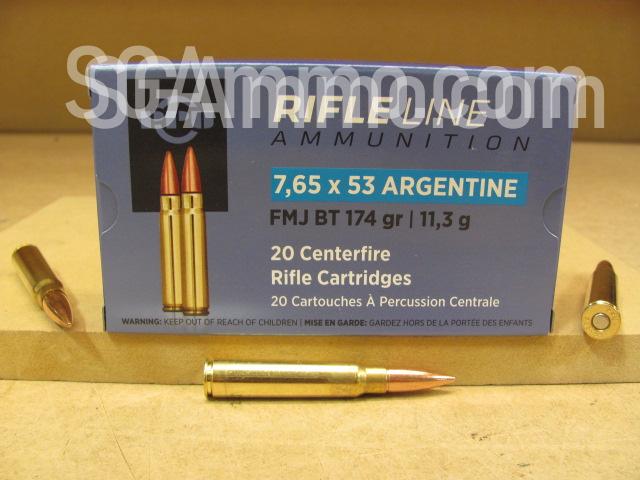 SGAmmo.com
RIFLE LINE
AMMUNITION
7,65 x 53 ARGENTINE
FMJ BT 174 gr | 11,3 g
20 Centerfire
Rifle Cartridges
20 Cartouches À Percussion Centrale
WARNING: KEEP OUT OF REACH OF CHILDREN | MISE EN GARDE: GARDEZ HORS DE LA PORTÉE DES ENFANTS